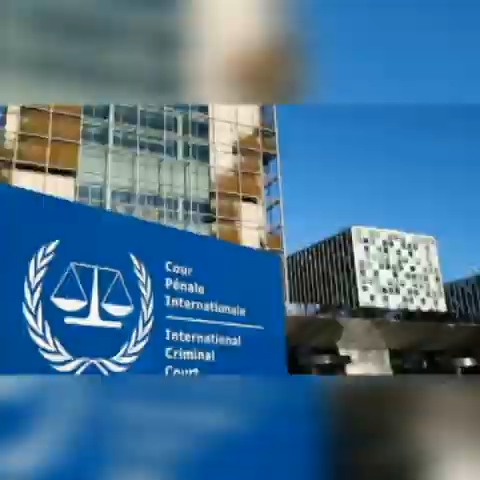 Cour
Pénale
Internationale
International
Criminal
Court